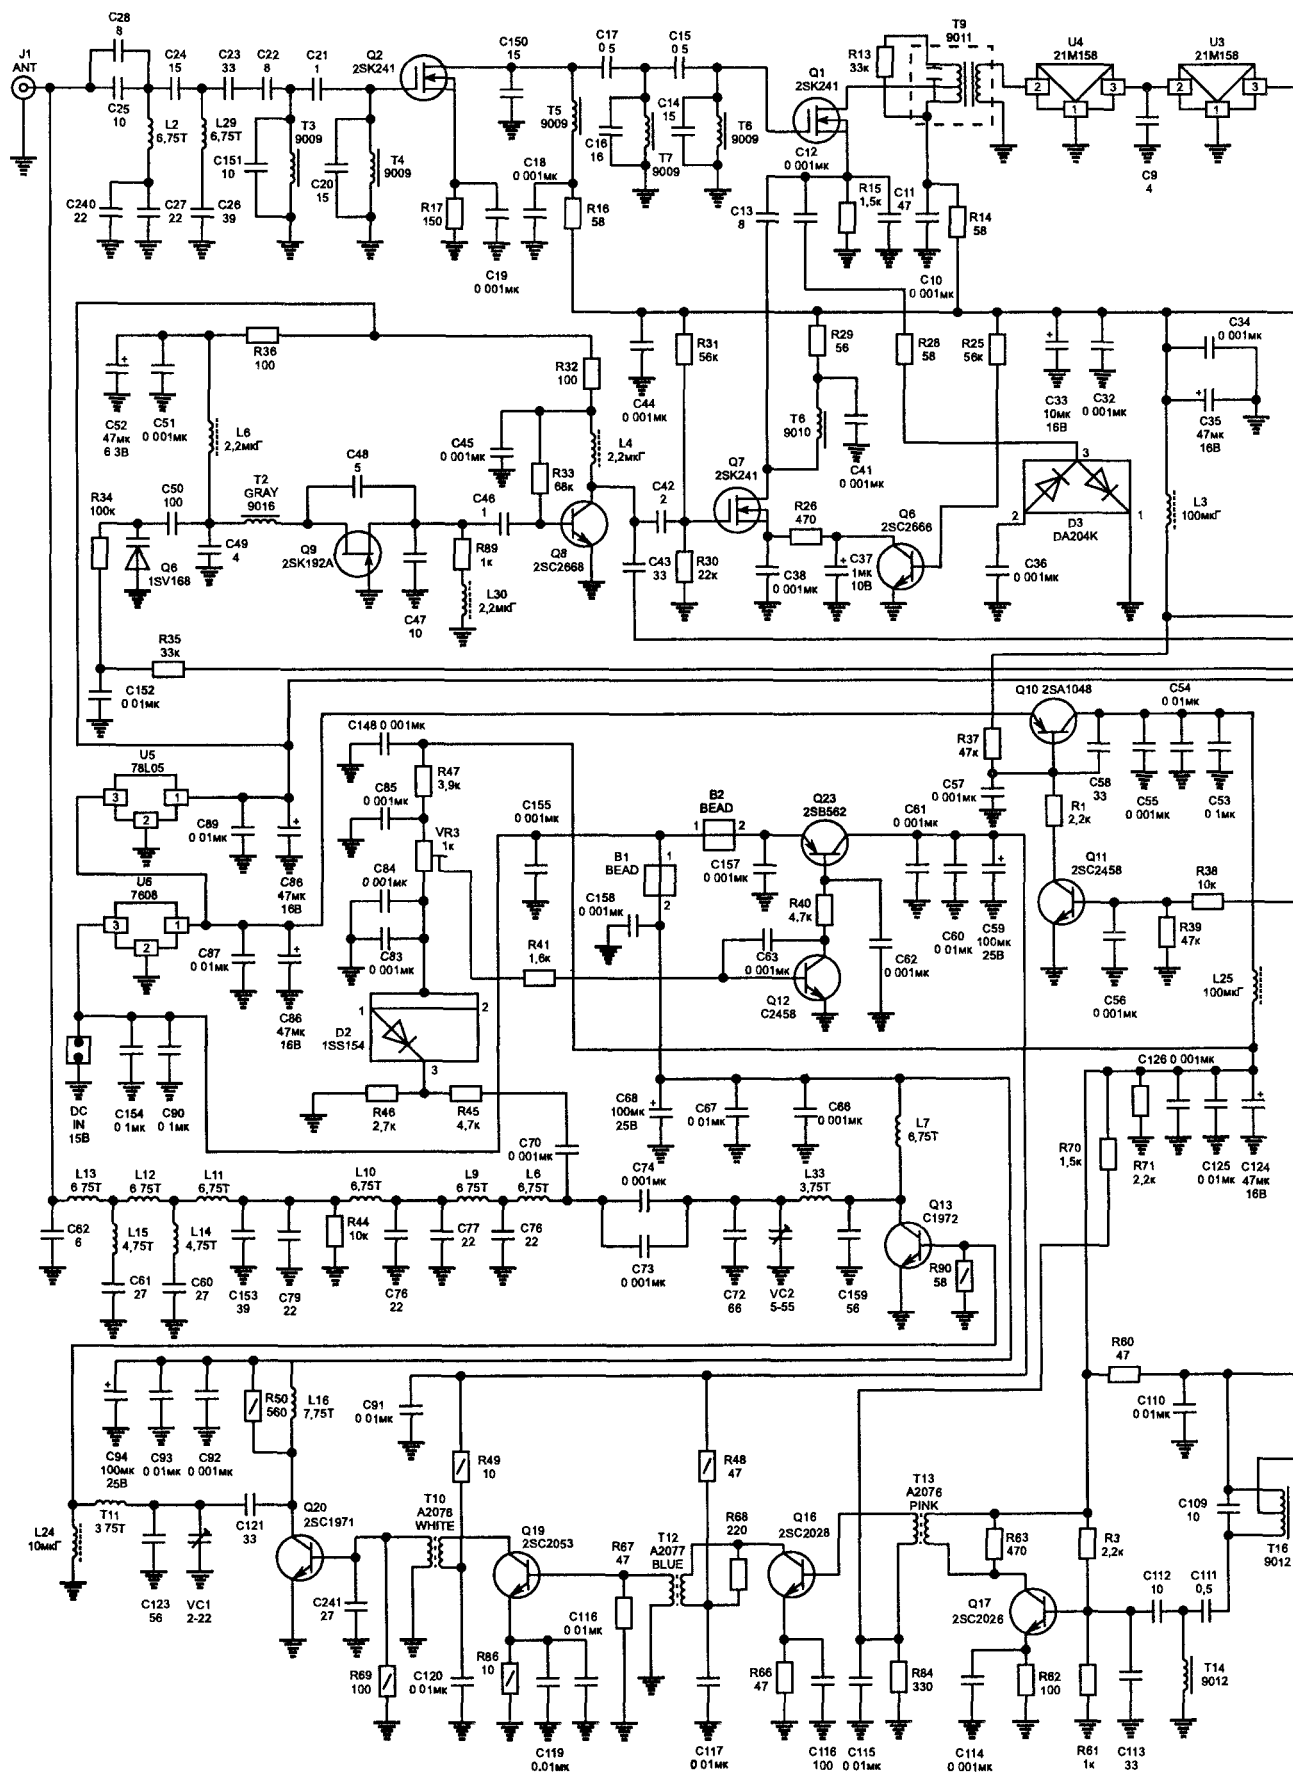 J1
ANT
C28
8
C25
10
C24
15
C23
33
C22
8
C21
1
Q2
2SK241
C150
15
C17
0 5
C15
0 5
R13
33к
T9
9011
U4
21M158
U3
21M158
2
3
1
2
3
1
L2
6,75T
L29
6,75T
C151
10
T3
9009
C20
15
T4
9009
T5
9009
C16
16
C14
15
T7
9009
T6
9009
Q1
2SK241
C9
4
C240
22
C27
22
C26
39
R17
150
C18
0 001мк
R16
58
C12
0 001мк
C13
8
R15
1,5к
C11
47
R14
58
C19
0 001мк
C10
0 001мк
R36
100
R32
100
C44
0 001мк
R31
56к
R29
56
R28
58
R25
56к
C33
10мк
16В
C32
0 001мк
C34
0 001мк
C35
47мк
16В
C52
47мк
6 3В
C51
0 001мк
L6
2,2мкГ
C45
0 001мк
L4
2,2мкГ
R33
68к
T6
9010
C41
0 001мк
3
2
1
D3
DA204K
L3
100мкГ
R34
100к
C50
100
T2
GRAY
9016
C48
5
C46
1
C42
2
Q7
2SK241
R26
470
Q6
2SC2666
Q6
1SV168
C49
4
Q9
2SK192A
R89
1к
Q8
2SC2668
C43
33
R30
22к
C38
0 001мк
C37
1мк
10В
C36
0 001мк
C47
10
L30
2,2мкГ
R35
33к
C152
0 01мк
Q10 2SA1048
C54
0 01мк
C148 0 001мк
R47
3,9к
R37
47к
U5
78L05
3
1
2
C85
0 001мк
B2
BEAD
1
2
Q23
2SB562
C61
0 001мк
C57
0 001мк
R1
2,2к
C58
33
C55
0 001мк
C53
0 1мк
C89
0 01мк
C86
47мк
16В
VR3
1к
C155
0 001мк
B1
BEAD
1
2
C157
0 001мк
Q11
2SC2458
R38
10к
U6
7608
3
1
2
C84
0 001мк
C158
0 001мк
R40
4,7к
C60
0 01мк
C59
100мк
25В
R39
47к
C87
0 01мк
C86
47мк
16В
C83
0 001мк
R41
1,6к
C63
0 001мк
C62
0 001мк
Q12
C2458
C56
0 001мк
L25
100мкГ
1
2
3
D2
1SS154
DC
IN
15В
C154
0 1мк
C90
0 1мк
R46
2,7к
R45
4,7к
C68
100мк
25В
C67
0 01мк
C66
0 001мк
L7
6,75T
C126 0 001мк
R70
1,5к
R71
2,2к
C125
0 01мк
C124
47мк
16В
C70
0 001мк
L13
6 75T
L12
6 75T
L11
6,75T
L10
6,75T
L9
6 75T
L6
6,75T
C74
0 001мк
L33
3,75T
Q13
C1972
C62
6
L15
4,75T
L14
4,75T
R44
10к
C77
22
C76
22
C73
0 001мк
R90
58
C61
27
C60
27
C153
39
C79
22
C76
22
C72
66
VC2
5-55
C159
56
R60
47
C94
100мк
25В
C93
0 01мк
C92
0 001мк
R50
560
L16
7,75T
C91
0 01мк
R49
10
R48
47
C110
0 01мк
T11
3 75T
L24
10мкГ
C121
33
Q20
2SC1971
T10
A2078
WHITE
Q19
2SC2053
R67
47
T12
A2077
BLUE
R68
220
Q16
2SC2028
T13
A2076
PINK
R63
470
R3
2,2к
C109
10
T16
9012
C123
56
VC1
2-22
C241
27
C116
0 01мк
Q17
2SC2026
C112
10
C111
0,5
R69
100
C120
0 01мк
R86
10
C119
0.01мк
C117
0 01мк
R66
47
C116
100
C115
0 01мк
R84
330
C114
0 001мк
R62
100
R61
1к
C113
33
T14
9012